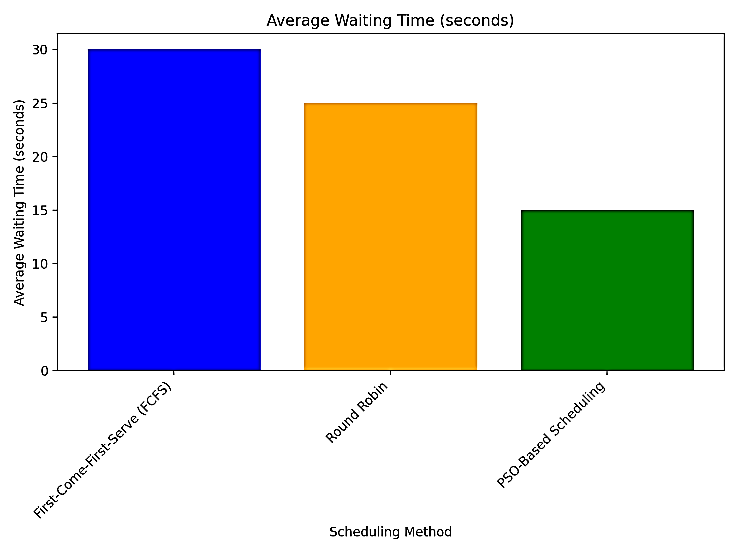 Average Waiting Time (seconds)
Average Waiting Time (seconds)
30
25
20
15
10
5
0
First-Come-First-Serve (FCFS)
Round Robin
PSO-Based Scheduling
Scheduling Method